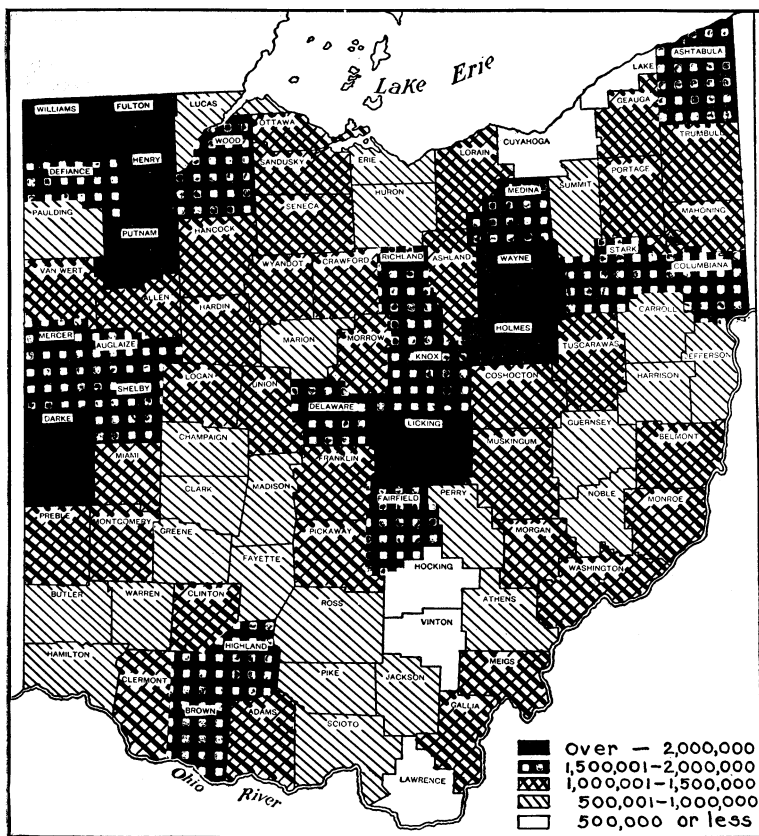 Lake Erie
ASHTABULA
LAKE
WILLIAMS FULTON LUCAS
GEAUGA
OTTAWA
WOOD
TRUMBULL
CUYAHOGA
LORAIN
HENRY
SANDUSKY ERIE
DEFIANCE
PORTAGE
SUMMIT
MEDINA
HURON
SENECA
PAULDING
MAHONING
HANCOCK
PUTNAM
STARK
RICHLAND
WAYNE
WYANDOT CRAWFORD ASHLAND
COLUMBIANA
VAN WERT
ALLEN
HARDIN
CARROLL
HOLMES
MERCER
MARION MORROW
AUGLAIZE
TUSCARAWAS
KNOX
JEFFERSON
COSHOCTON
HARRISON
LOGAN
UNION
SHELBY
DELAWARE
DARKE
LICKING
GUERNSEY
CHAMPAIGN
MUSKINGUM
BELMONT
MIAMI
FRANKLIN
CLARK
MADISON
PERRY
NOBLE
FAIRFIELD
MONROE
PREBLE
MONTGOMERY
GREENE
PICKAWAY
MORGAN
FAYETTE
HOCKING
WASHINGTON
BUTLER WARREN CLINTON
ATHENS
ROSS
VINTON
HIGHLAND
HAMILTON
MEIGS
CLERMONT
PIKE
JACKSON
GALLIA
BROWN
ADAMS
SCIOTO
LAWRENCE
Ohio River
Over — 2,000,000
1,500,001—2,000,000
1,000,001—1,500,000
500,001—1,000,000
500,000 or less